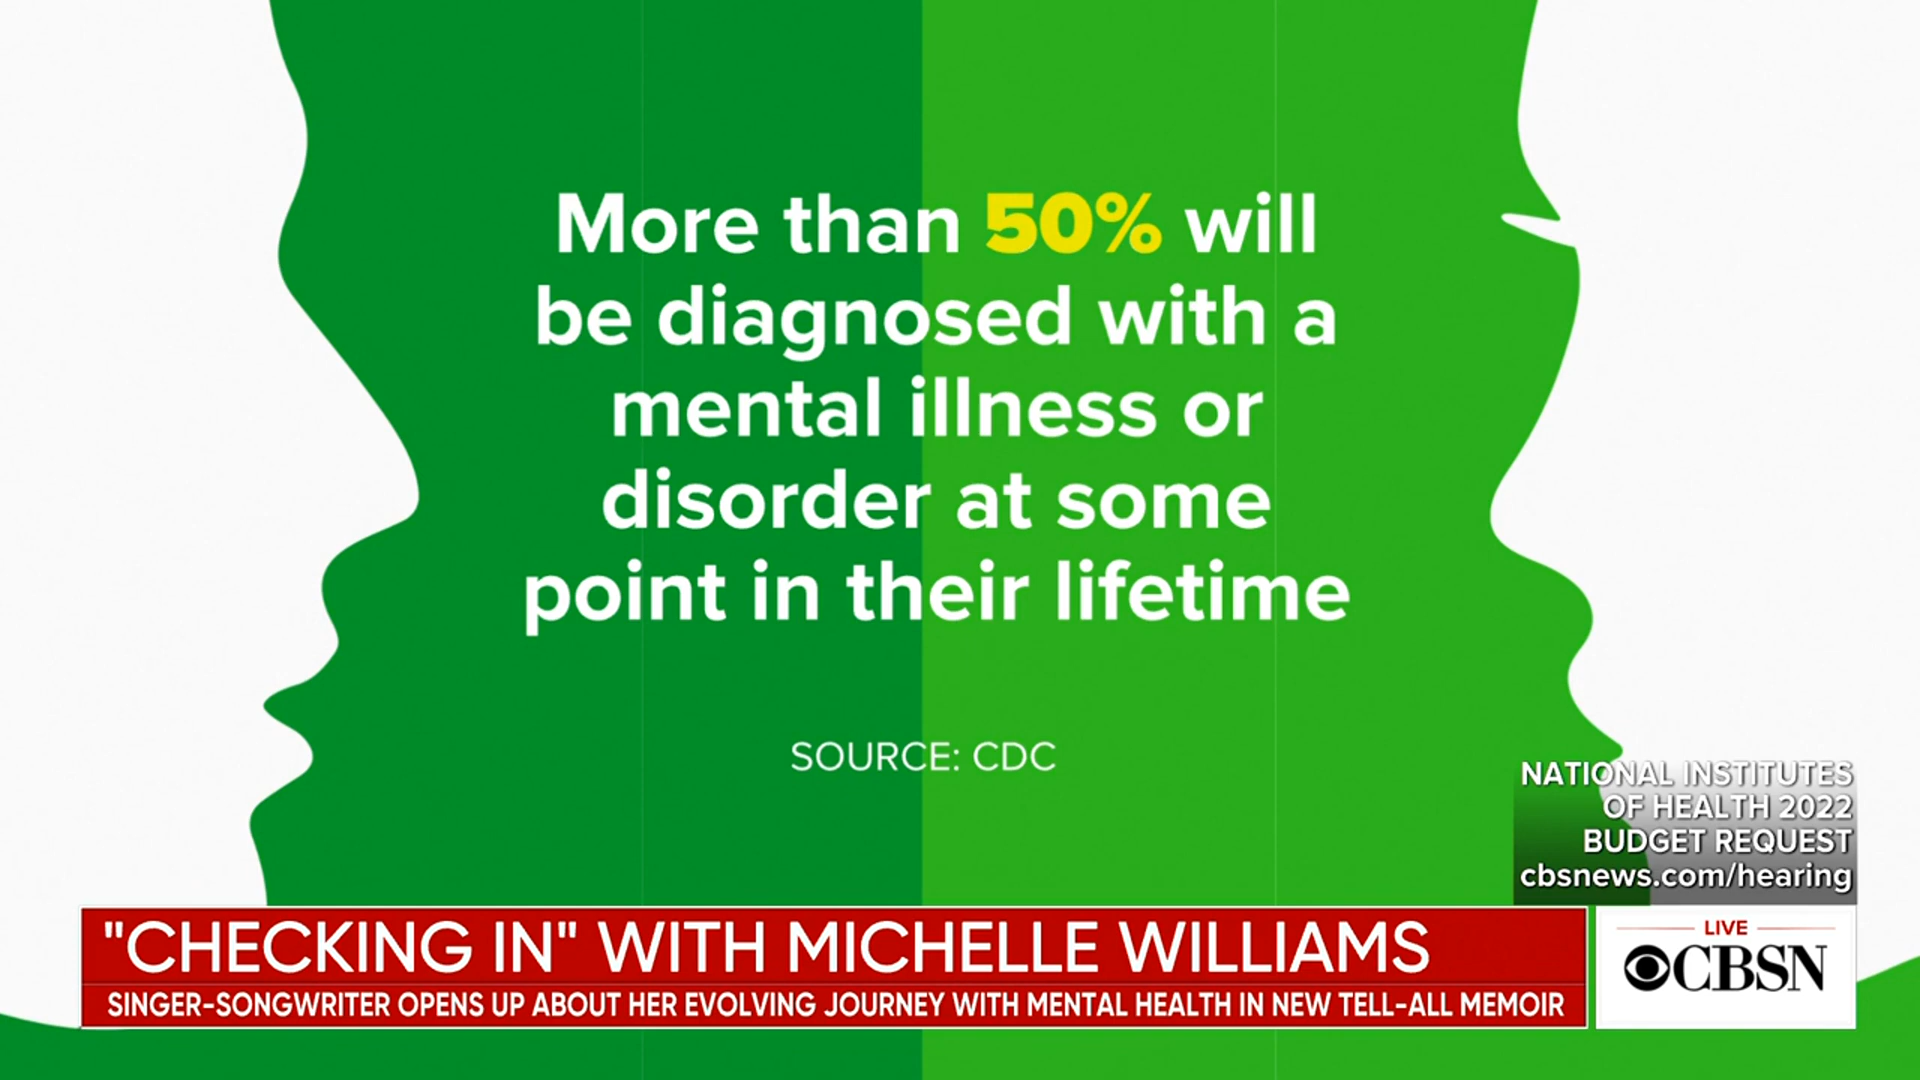 More than 50% will
be diagnosed with a
mental illness or
disorder at some
point in their lifetime
SOURCE: CDC
NATIONAL INSTITUTES
OF HEALTH 2022
BUDGET REQUEST
cbsnews.com/hearing
"CHECKING IN" WITH MICHELLE WILLIAMS
SINGER-SONGWRITER OPENS UP ABOUT HER EVOLVING JOURNEY WITH MENTAL HEALTH IN NEW TELL-ALL MEMOIR
LIVE
CBSN